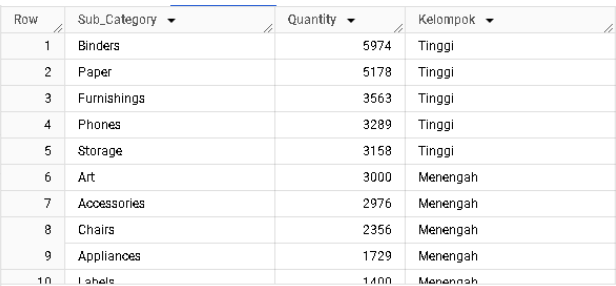 Row Sub_Category Quantity Kelompok
1 Binders 5974 Tinggi
2 Paper 5178 Tinggi
3 Furnishings 3563 Tinggi
4 Phones 3289 Tinggi
5 Storage 3158 Tinggi
6 Art 3000 Menengah
7 Accessories 2976 Menengah
8 Chairs 2356 Menengah
9 Appliances 1729 Menengah
10 Labels 1400 Menengah